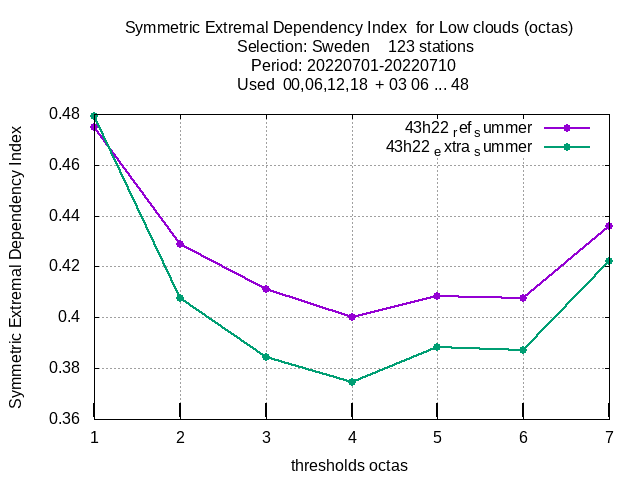 Symmetric Extremal Dependency Index for Low clouds (octas)
Selection: Sweden 123 stations
Period: 20220701-20220710
Used 00,06,12,18 + 03 06 ... 48
43h22 ref summer
43h22 extra summer
Symmetric Extremal Dependency Index
0.48
0.46
0.44
0.42
0.4
0.38
0.36
1 2 3 4 5 6 7
thresholds octas